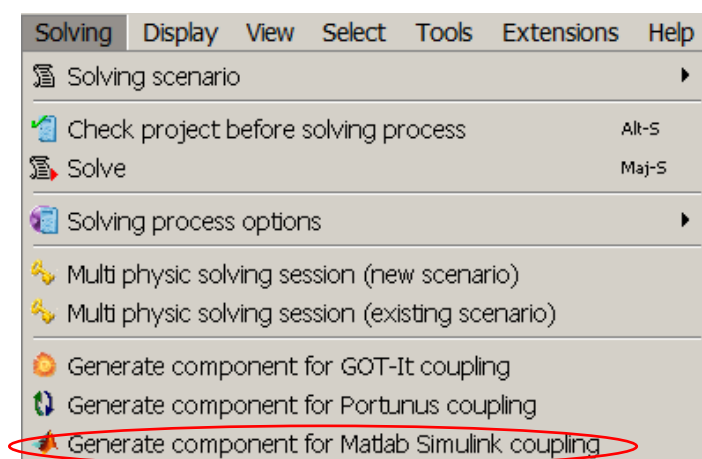 Solving Display View Select Tools Extensions Help
Solving scenario
Check project before solving process Alt-S
Solve Maj-S
Solving process options
Multi physic solving session (new scenario)
Multi physic solving session (existing scenario)
Generate component for GOT-It coupling
Generate component for Portunus coupling
Generate component for Matlab Simulink coupling